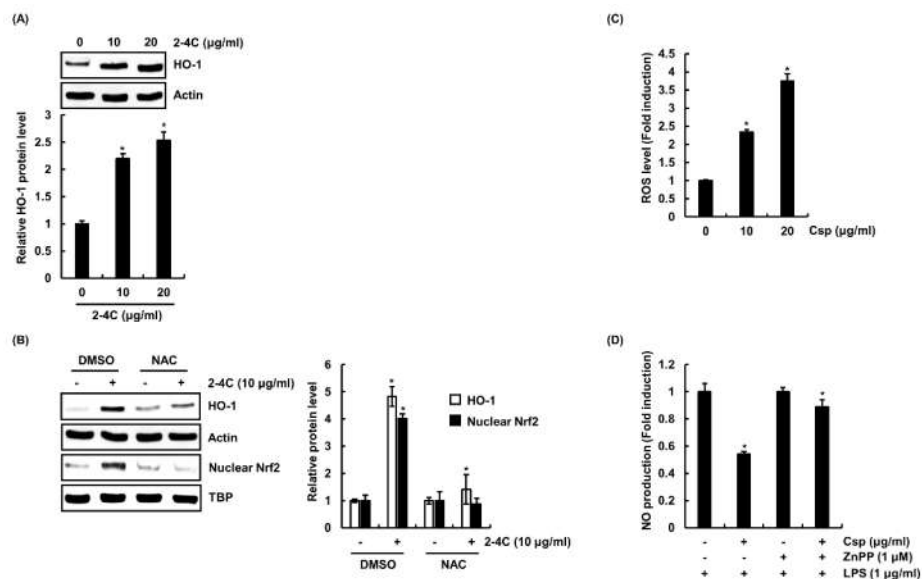 (A)
0 10 20 2-4C (µg/ml)
HO-1
Actin
Relative HO-1 protein level
3
2.5
2
1.5
1
0.5
0
*
*
0 10 20
2-4C (µg/ml)
(B)
DMSO NAC
- + - + 2-4C (10 µg/ml)
HO-1
Actin
Nuclear Nrf2
TBP
Relative protein level
6
5
4
3
2
1
0
*
*
*
HO-1
Nuclear Nrf2
- + - + 2-4C (10 µg/ml)
DMSO NAC
(C)
ROS level (Fold induction)
4.5
4
3.5
3
2.5
2
1.5
1
0.5
0
*
*
0 10 20 Csp (µg/ml)
(D)
NO production (Fold induction)
1.2
1
0.8
0.6
0.4
0.2
0
*
*
- + - + Csp (µg/ml)
- - + + ZnPP (1 µM)
+ + + + LPS (1 µg/ml)